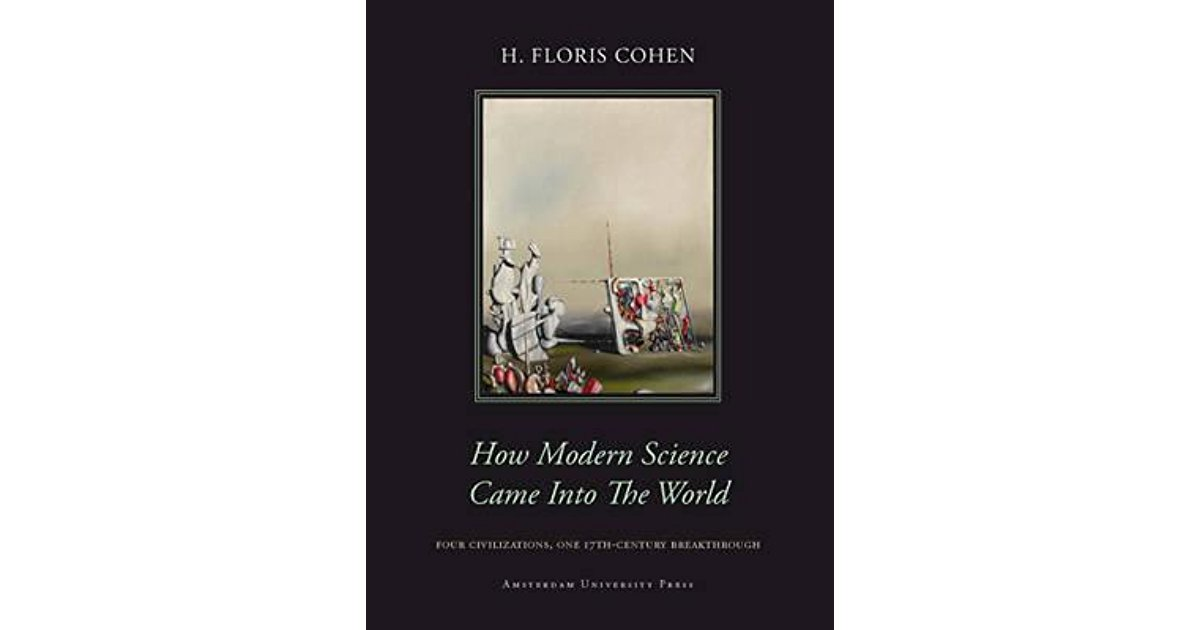 H. FLORIS COHEN
How Modern Science
Came Into The World
FOUR CIVILIZATIONS, ONE 17TH-CENTURY BREAKTHROUGH
AMSTERDAM UNIVERSITY PRESS